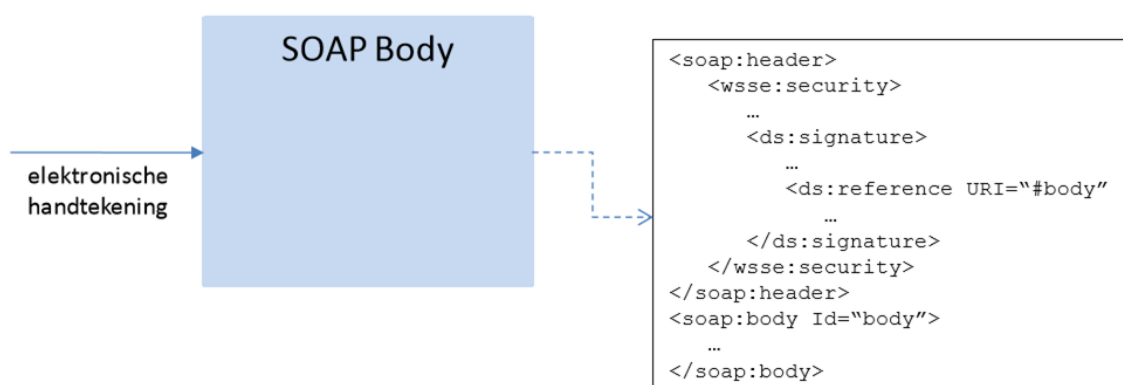 SOAP Body
elektronische
handtekening
<soap:header>
<wsse:security>
…
<ds:signature>
…
<ds:reference URI=“#body”
…
</ds:signature>
</wsse:security>
</soap:header>
<soap:body Id=“body”>
…
</soap:body>